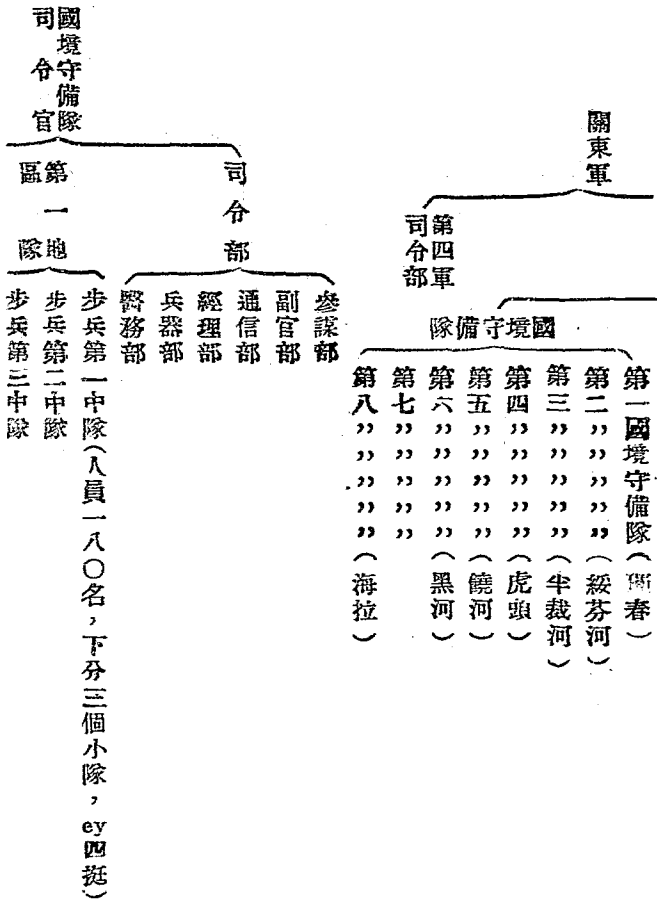 關東軍
第四軍
司令部
國境守備隊
第一國境守備隊（琿春）
第二〃〃〃〃（綏芬河）
第三〃〃〃〃（半裁河）
第四〃〃〃〃（虎頭）
第五〃〃〃〃（饒河）
第六〃〃〃〃（黑河）
第七〃〃〃〃
第八〃〃〃〃（海拉）
國境守備隊
司令官
司令部
參謀部
副官部
通信部
經理部
兵器部
醫務部
第一地
區隊
步兵第一中隊（人員一八〇名，下分三個小隊，ey四挺）
步兵第二中隊
步兵第三中隊